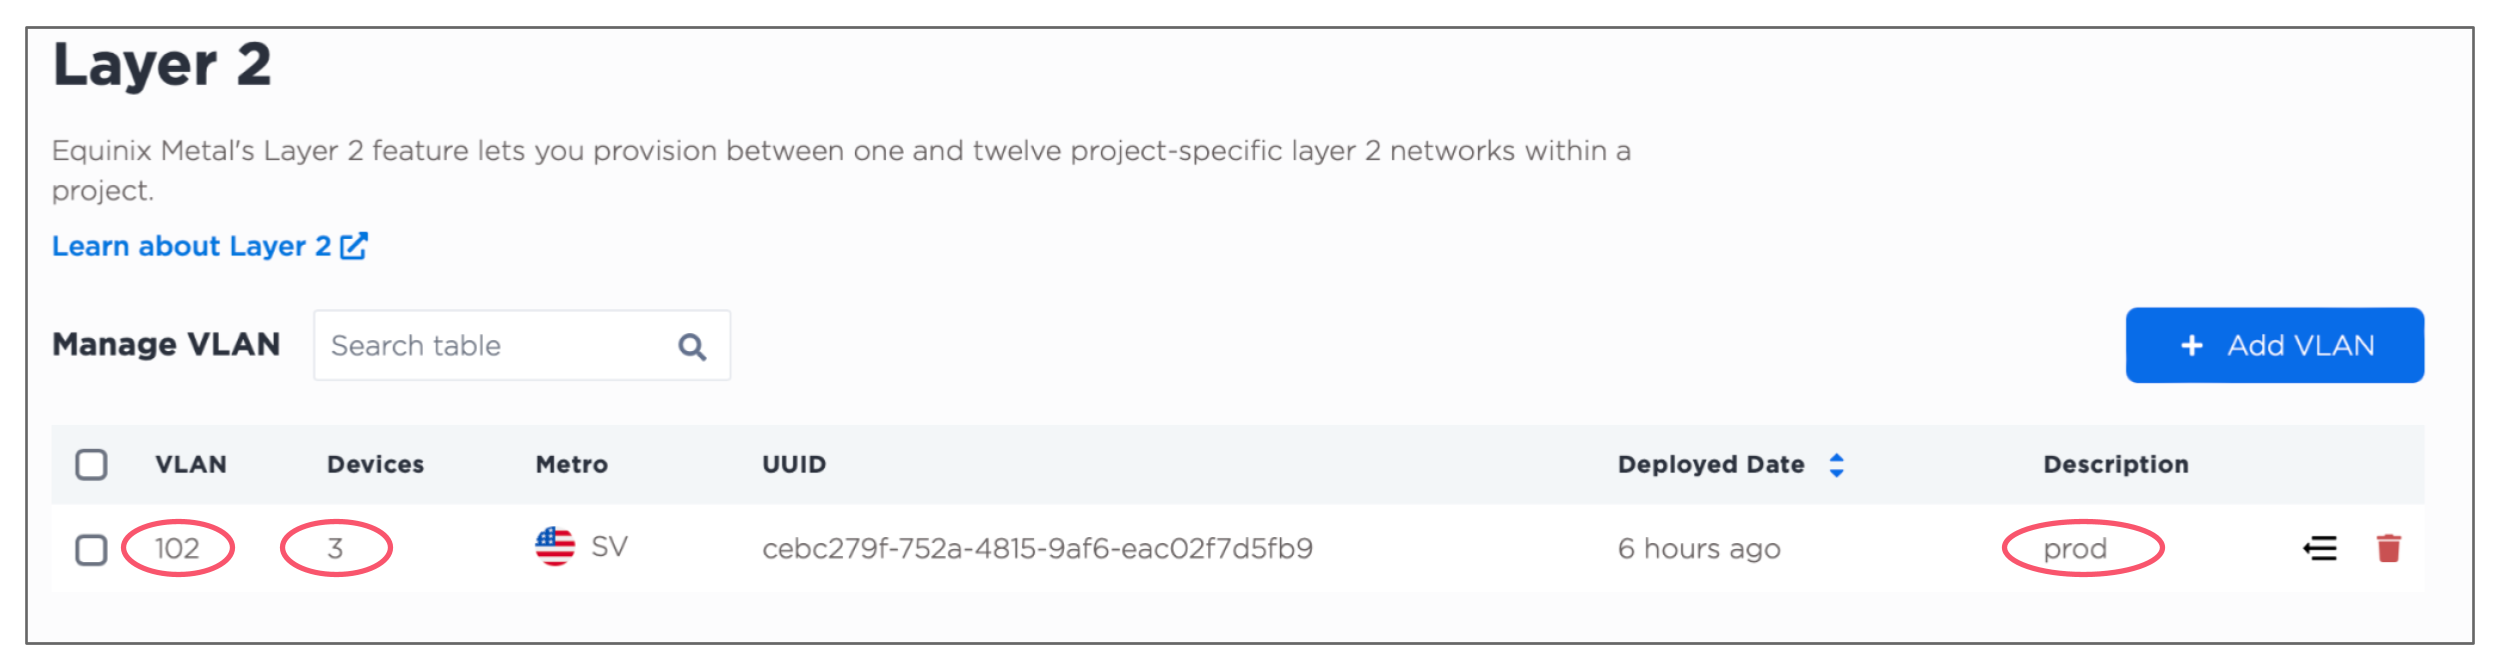 Layer 2
Equinix Metal's Layer 2 feature lets you provision between one and twelve project-specific layer 2 networks within a
project.
Learn about Layer 2
Manage VLAN Search table + Add VLAN
VLAN Devices Metro UUID Deployed Date Description
102 3 SV cebc279f-752a-4815-9af6-eac02f7d5fb9 6 hours ago prod